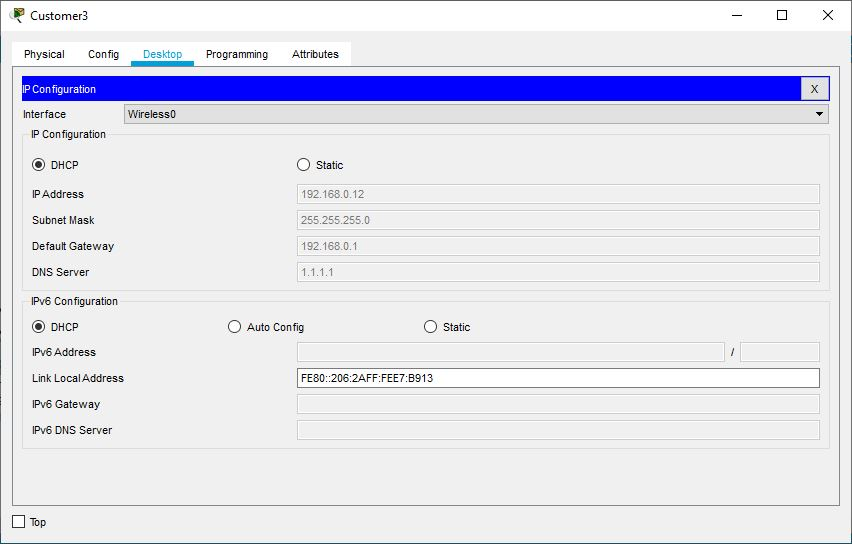 Customer3
Physical Config Desktop Programming Attributes
IP Configuration X
Interface Wireless0
IP Configuration
DHCP Static
IP Address 192.168.0.12
Subnet Mask 255.255.255.0
Default Gateway 192.168.0.1
DNS Server 1.1.1.1
IPv6 Configuration
DHCP Auto Config Static
IPv6 Address /
Link Local Address FE80::206:2AFF:FEE7:B913
IPv6 Gateway
IPv6 DNS Server
Top